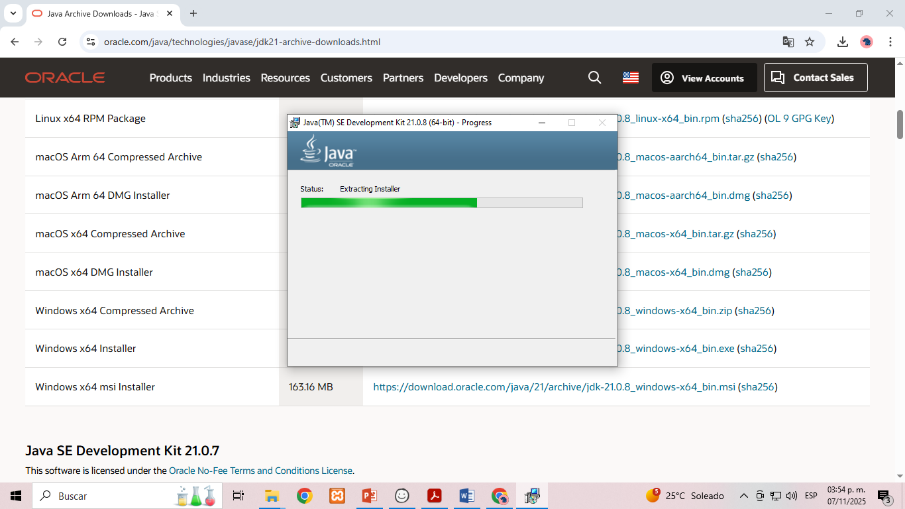 Java Archive Downloads - Java S
oracle.com/java/technologies/javase/jdk21-archive-downloads.html
ORACLE Products Industries Resources Customers Partners Developers Company View Accounts Contact Sales
Linux x64 RPM Package 0.8_linux-x64_bin.rpm (sha256) (OL 9 GPG Key)
Java(TM) SE Development Kit 21.0.8 (64-bit) - Progress
Java
ORACLE
macOS Arm 64 Compressed Archive 0.8_macos-aarch64_bin.tar.gz (sha256)
Status: Extracting Installer
macOS Arm 64 DMG Installer 0.8_macos-aarch64_bin.dmg (sha256)
macOS x64 Compressed Archive 0.8_macos-x64_bin.tar.gz (sha256)
macOS x64 DMG Installer 0.8_macos-x64_bin.dmg (sha256)
Windows x64 Compressed Archive 0.8_windows-x64_bin.zip (sha256)
Windows x64 Installer 0.8_windows-x64_bin.exe (sha256)
Windows x64 msi Installer 163.16 MB https://download.oracle.com/java/21/archive/jdk-21.0.8_windows-x64_bin.msi (sha256)
Java SE Development Kit 21.0.7
This software is licensed under the Oracle No-Fee Terms and Conditions License.
Buscar 25°C Soleado ESP 03:54 p. m.
07/11/2025 3